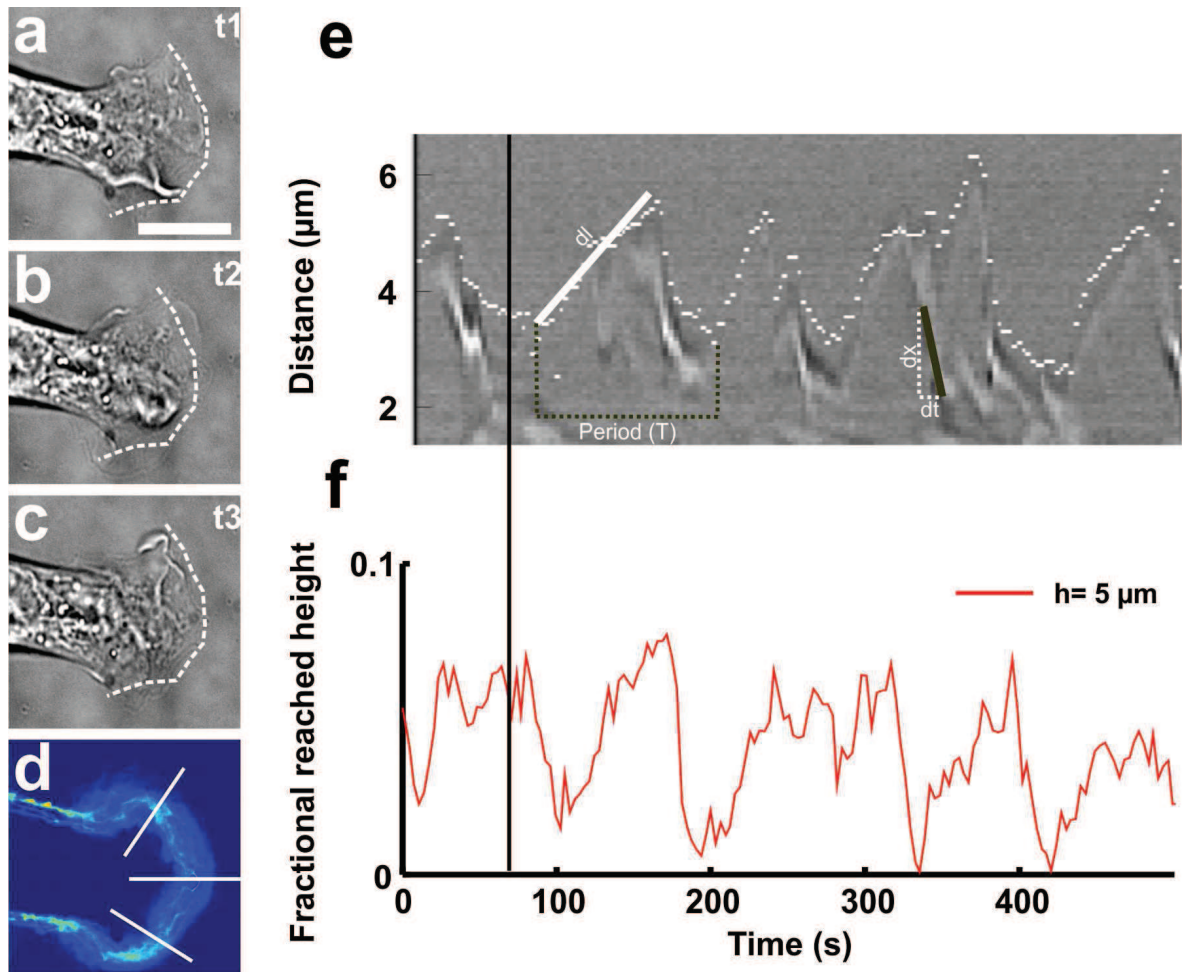 a
t1
b
t2
c
t3
d
e
Distance (µm)
6
4
2
dl
Period (T)
dx
dt
f
Fractional reached height
0.1
0
h= 5 µm
0
100
200
300
400
Time (s)